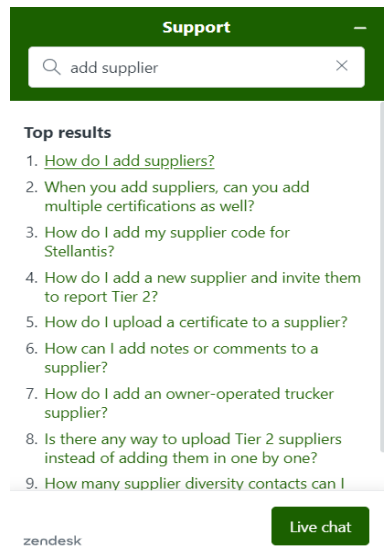 Support
add supplier
Top results
1. How do I add suppliers?
2. When you add suppliers, can you add
multiple certifications as well?
3. How do I add my supplier code for
Stellantis?
4. How do I add a new supplier and invite them
to report Tier 2?
5. How do I upload a certificate to a supplier?
6. How can I add notes or comments to a
supplier?
7. How do I add an owner-operated trucker
supplier?
8. Is there any way to upload Tier 2 suppliers
instead of adding them in one by one?
9. How many supplier diversity contacts can I
Live chat
zendesk